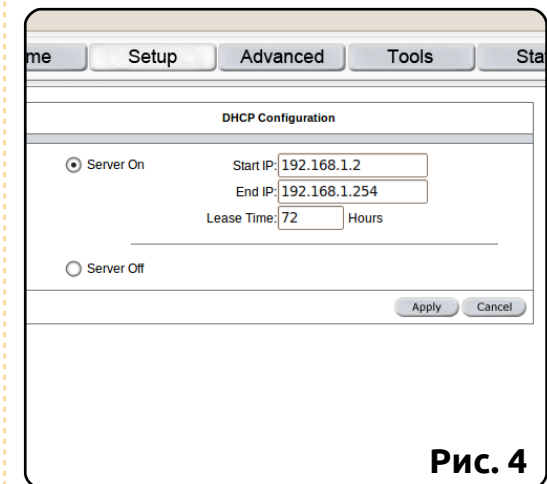 me Setup Advanced Tools Sta
DHCP Configuration
Server On Start IP: 192.168.1.2
End IP: 192.168.1.254
Lease Time: 72 Hours
Server Off
Apply Cancel
Рис. 4